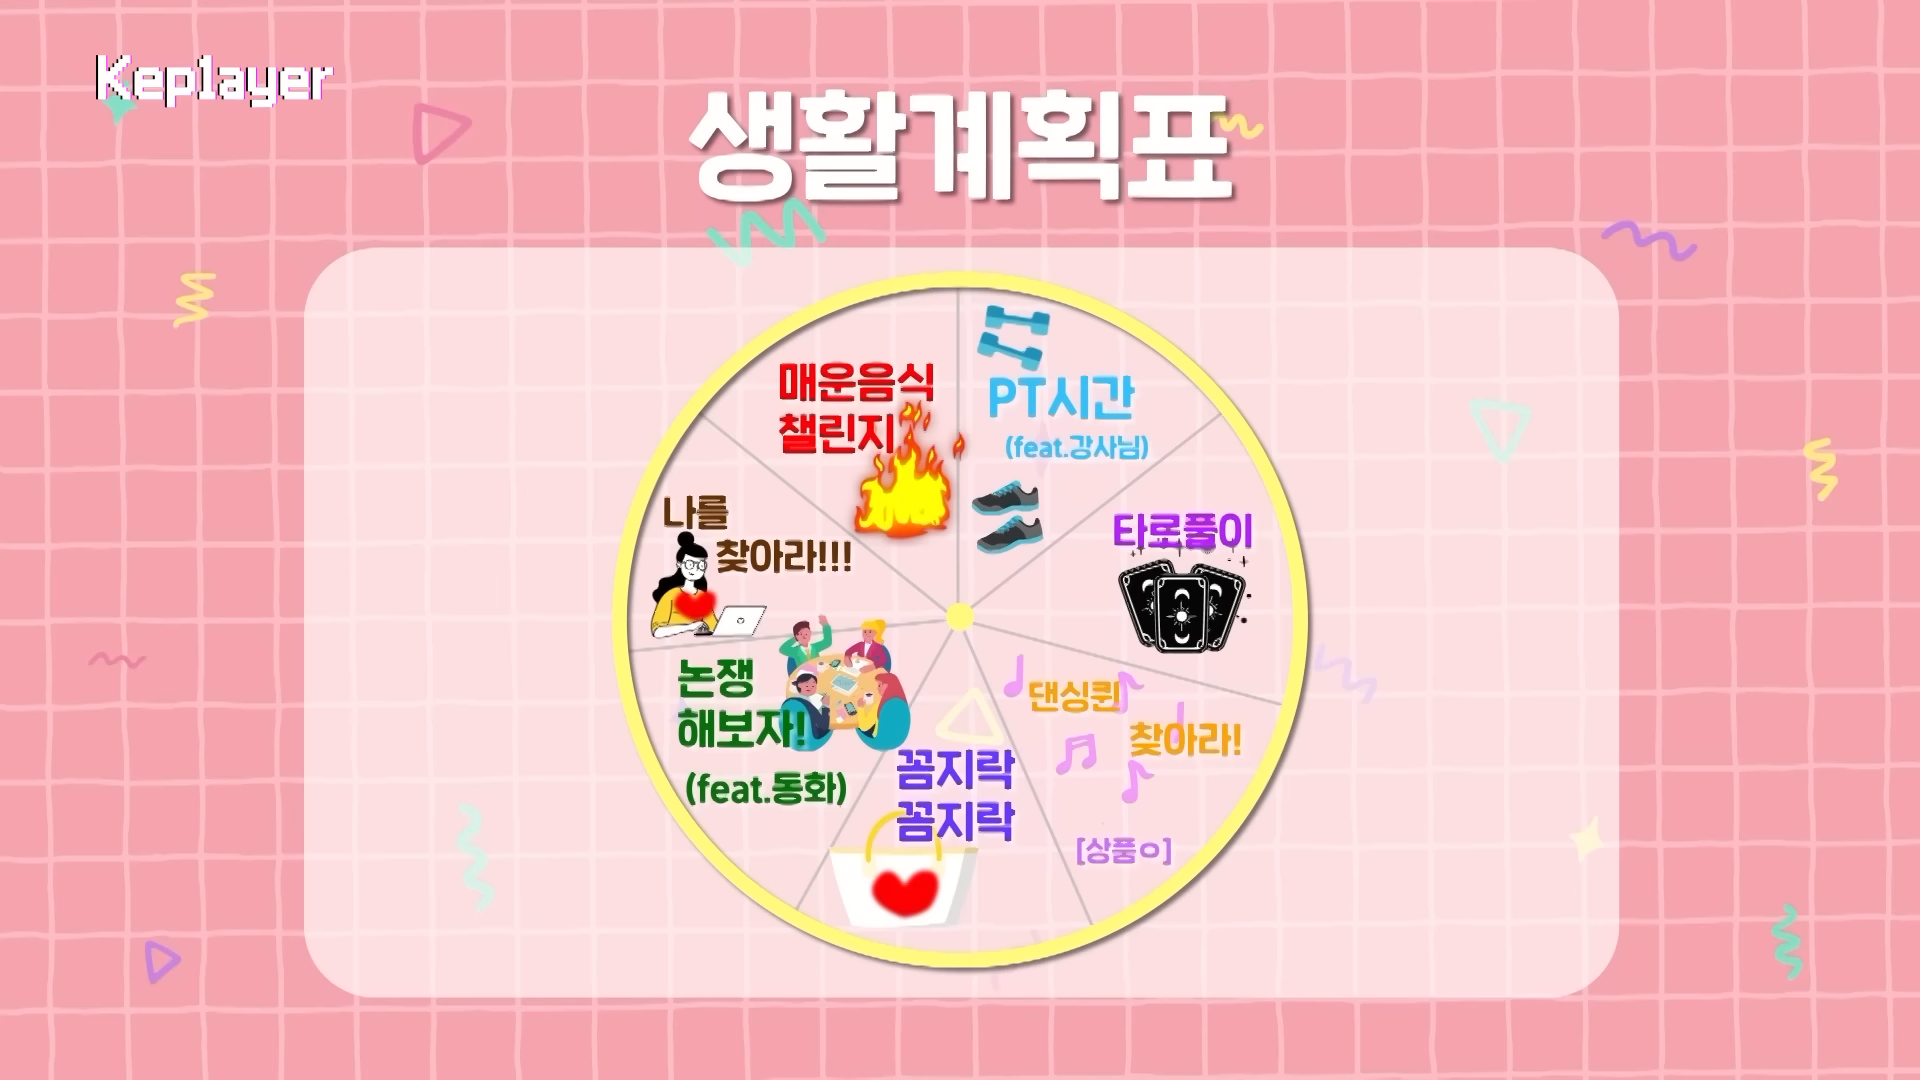 Kep1ayer
생활계획표
매운음식
챌린지
PT시간
(feat.강사님)
나를
찾아라!!!
타로풀이
논쟁
해보자!
(feat.동화)
댄싱퀸
찾아라!
꼼지락
꼼지락
[상품ㅇ]